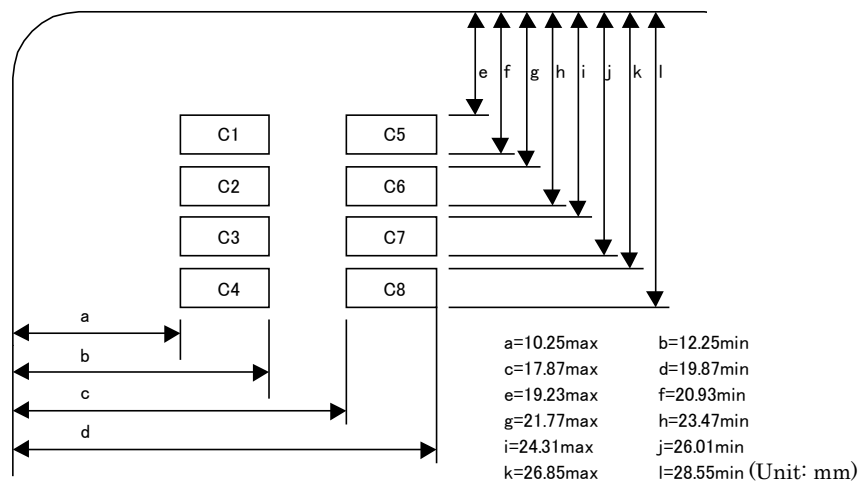 e f g h i j k l
C1 C5
C2 C6
C3 C7
C4 C8
a
b
c
d
a=10.25max b=12.25min
c=17.87max d=19.87min
e=19.23max f=20.93min
g=21.77max h=23.47min
i=24.31max j=26.01min
k=26.85max l=28.55min (Unit: mm)